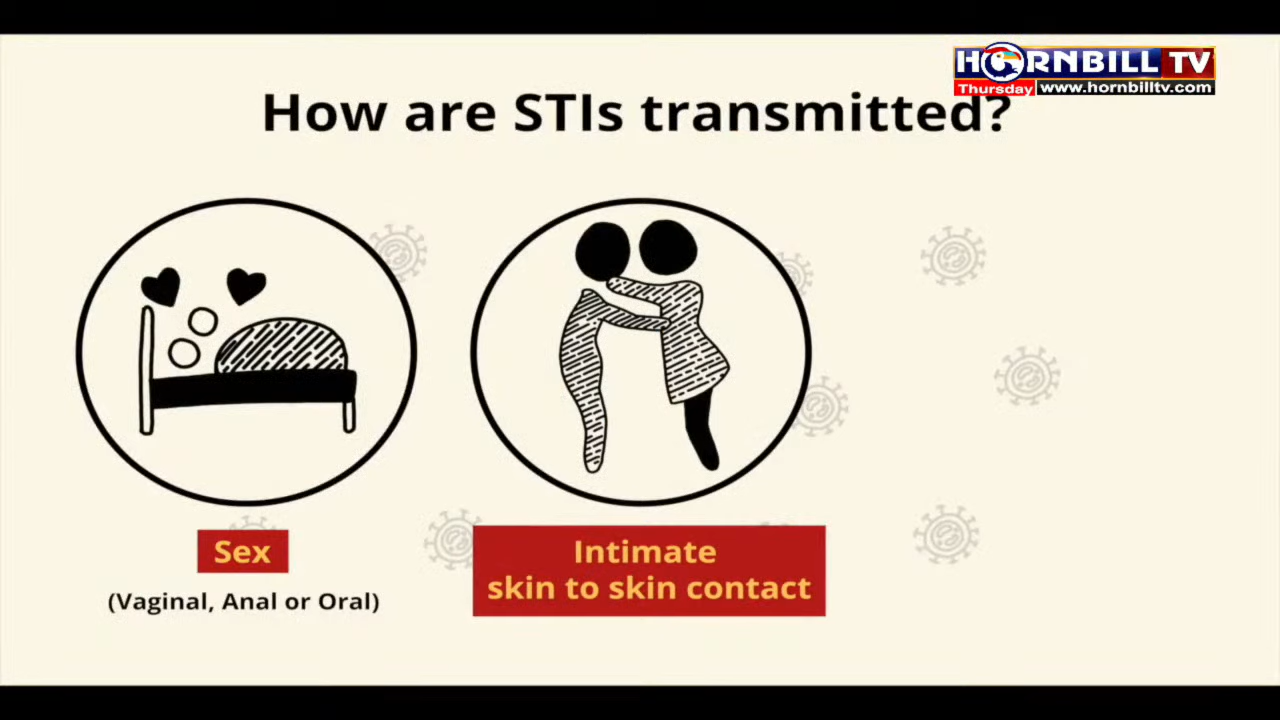 HORNBILL TV
Thursday www.hornbilltv.com
How are STIs transmitted?
Sex
(Vaginal, Anal or Oral)
Intimate
skin to skin contact